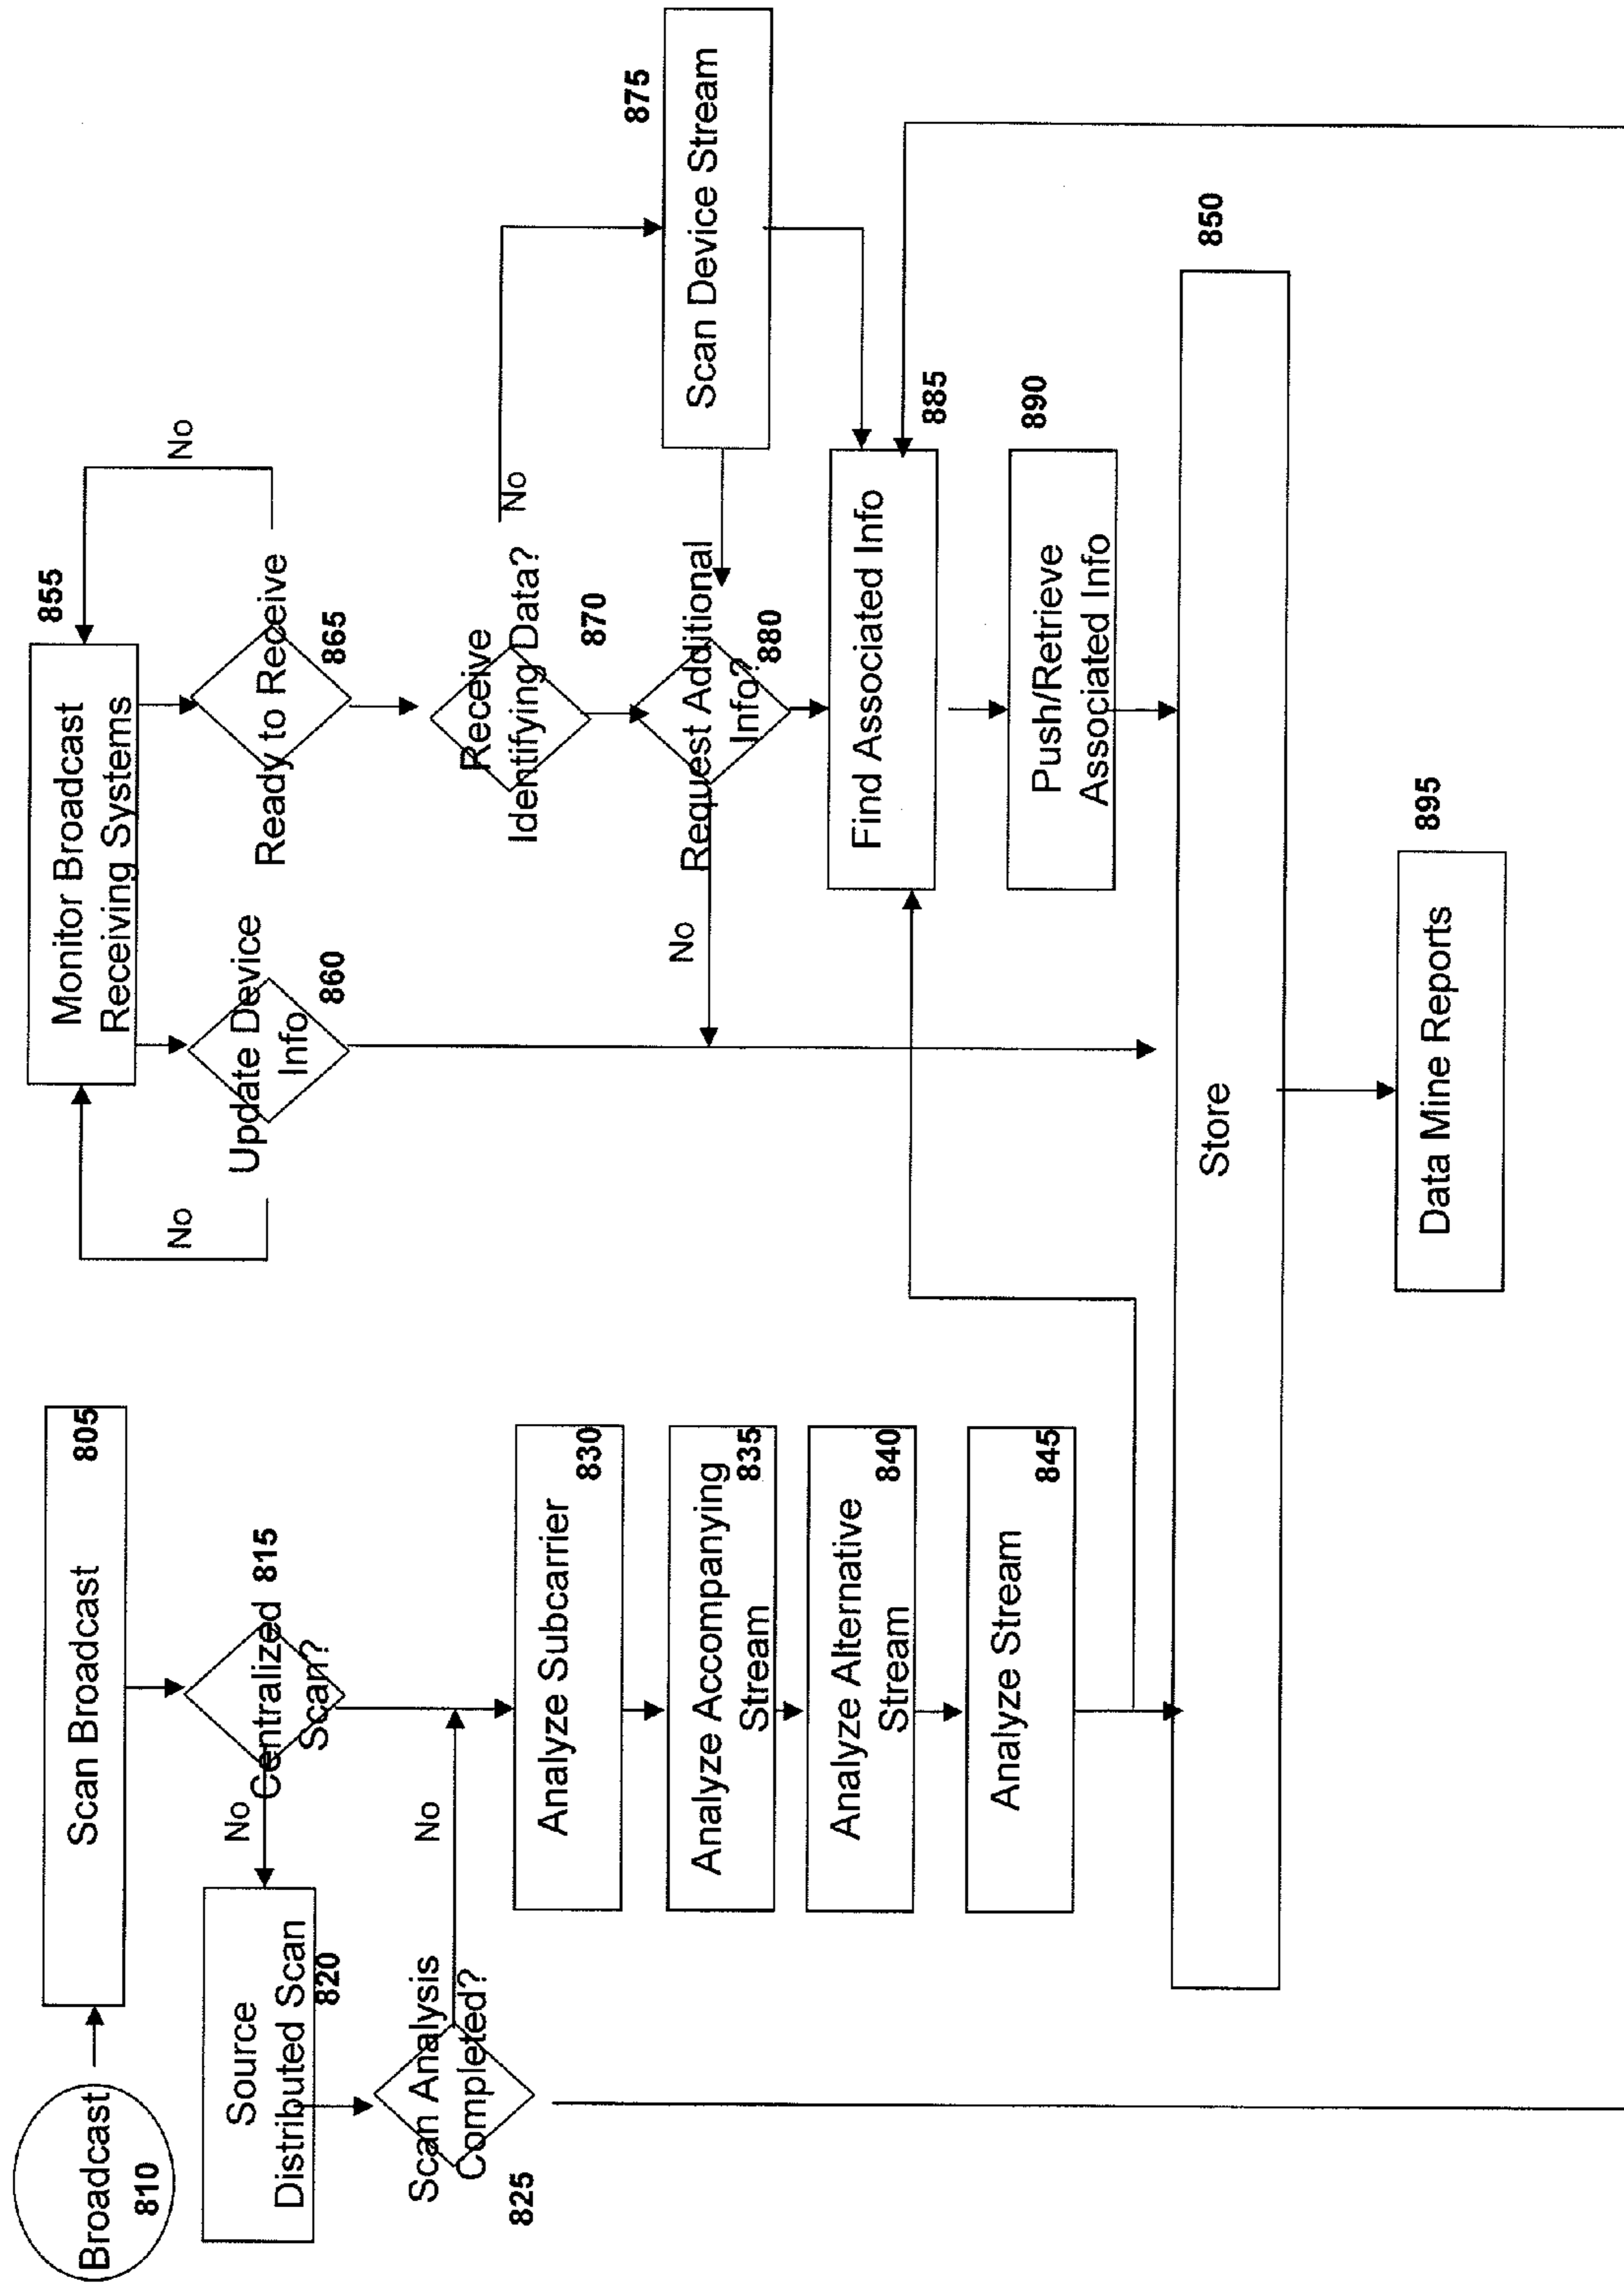 Broadcast
810
Scan Broadcast
805
Centralized 815
Scan?
No
Source
Distributed Scan
820
Scan Analysis
Completed?
825
No
Analyze Subcarrier
830
Analyze Accompanying
Stream
835
Analyze Alternative
Stream
840
Analyze Stream
845
Monitor Broadcast
Receiving Systems
855
No
Update Device
Info
860
No
Ready to Receive
865
Receive
Identifying Data?
870
No
Scan Device Stream
875
Request Additional
Info?
880
No
Find Associated Info
885
Push/Retrieve
Associated Info
890
Store
850
Data Mine Reports
895